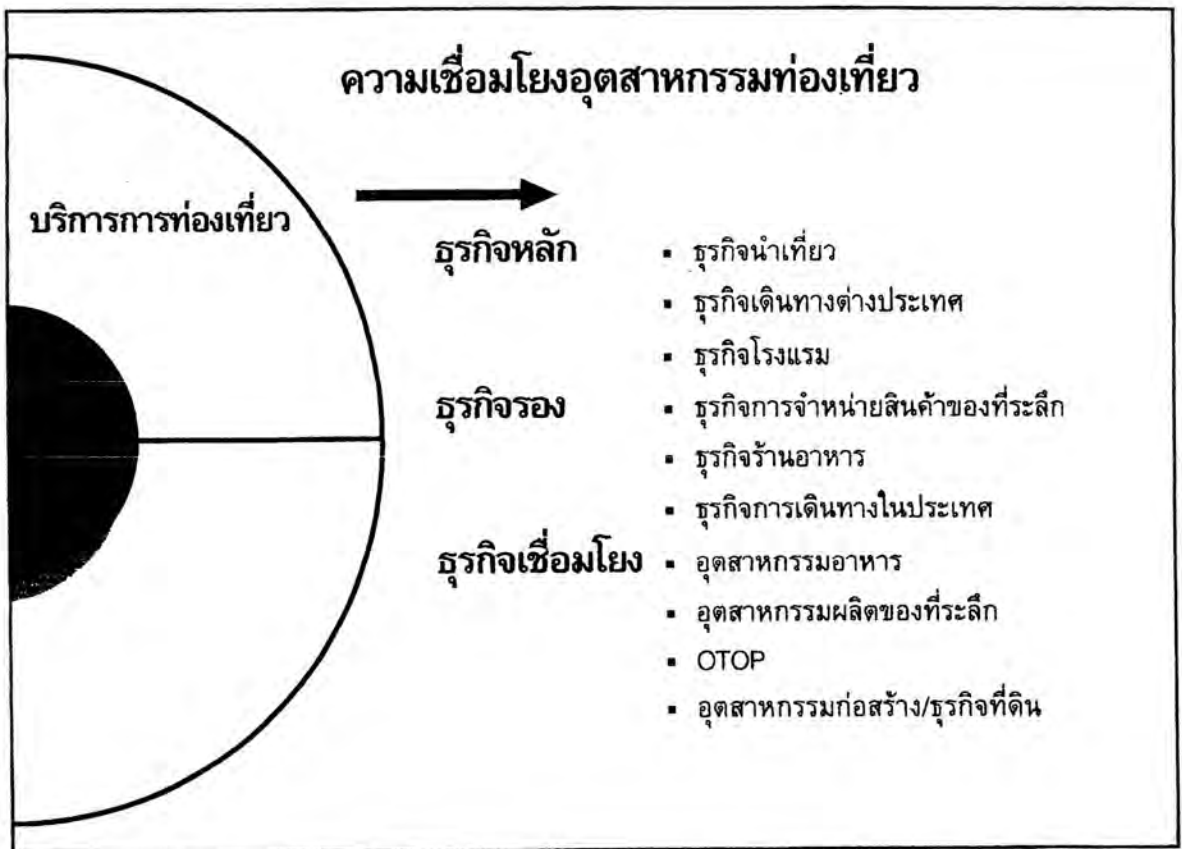 ความเชื่อมโยงอุตสาหกรรมท่องเที่ยว
บริการการท่องเที่ยว
ธุรกิจหลัก
▪ ธุรกิจนำเที่ยว
▪ ธุรกิจเดินทางต่างประเทศ
▪ ธุรกิจโรงแรม
ธุรกิจรอง
▪ ธุรกิจการจำหน่ายสินค้าของที่ระลึก
▪ ธุรกิจร้านอาหาร
▪ ธุรกิจการเดินทางในประเทศ
ธุรกิจเชื่อมโยง
▪ อุตสาหกรรมอาหาร
▪ อุตสาหกรรมผลิตของที่ระลึก
▪ OTOP
▪ อุตสาหกรรมก่อสร้าง/ธุรกิจที่ดิน